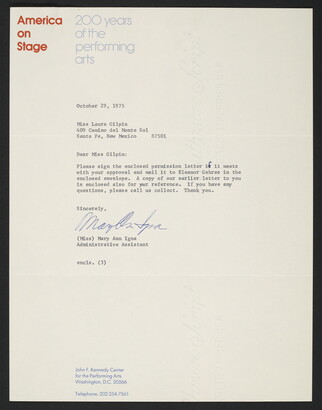 America
on
Stage
200 years
of the
performing
arts
October 29, 1975
Miss Laura Gilpin
409 Camino del Monte Sol
Santa Fe, New Mexico 87501
Dear Miss Gilpin:
Please sign the enclosed permission letter if it meets
with your approval and mail it to Eleanor Gehres in the
enclosed envelope. A copy of our earlier letter to you
is enclosed also for your reference. If you have any
questions, please call us collect. Thank you.
Sincerely,
Mary Ann Igna
(Miss) Mary Ann Igna
Administrative Assistant
encls. (3)
John F. Kennedy Center
for the Performing Arts
Washington, D.C. 20566
Telephone: 202 254-7561